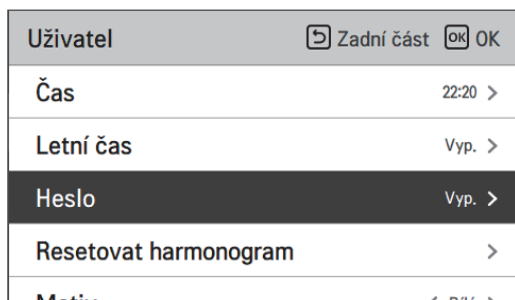 Uživatel Zadní část OK OK
Čas 22:20 >
Letní čas Vyp. >
Heslo Vyp. >
Resetovat harmonogram >